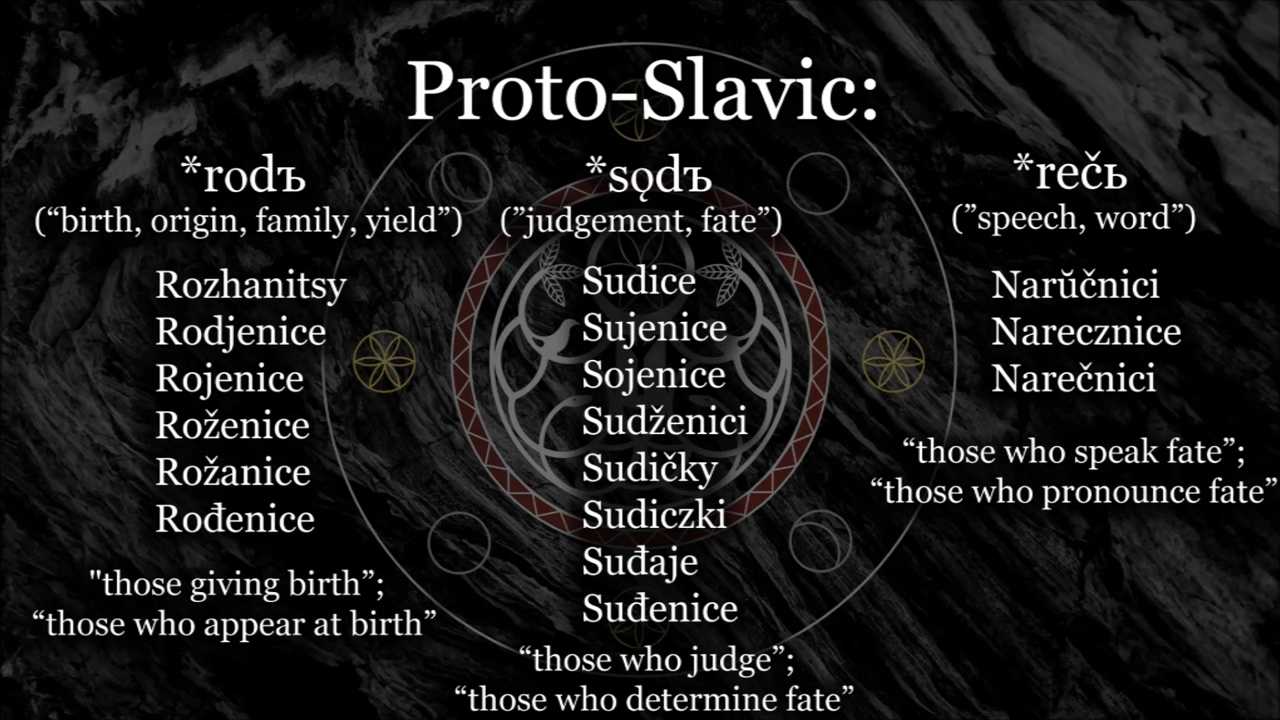 Proto-Slavic:
*rodъ
(“birth, origin, family, yield”)
Rozhanitsy
Rodjenice
Rojenice
Roženice
Rožanice
Rođenice
"those giving birth”;
“those who appear at birth”
*sǫdъ
(”judgement, fate”)
Sudice
Sujenice
Sojenice
Sudženici
Sudičky
Sudiczki
Suđaje
Suđenice
“those who judge”;
“those who determine fate”
*rečь
(”speech, word”)
Narŭčnici
Narecznice
Narečnici
“those who speak fate”;
“those who pronounce fate”